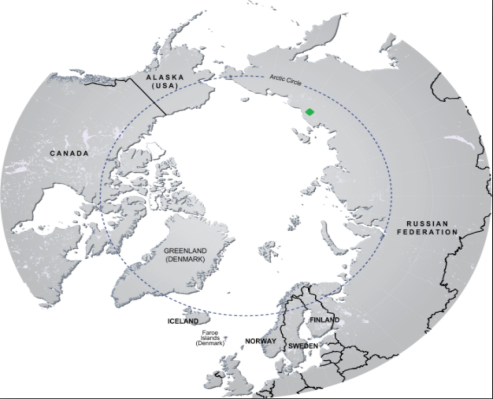 Arctic Circle
ALASKA
(USA)
CANADA
RUSSIAN
FEDERATION
GREENLAND
(DENMARK)
ICELAND
FINLAND
Faroe
Islands
(Denmark)
NORWAY
SWEDEN